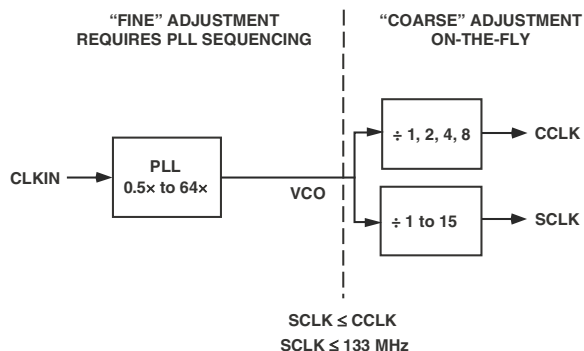 “FINE” ADJUSTMENT
REQUIRES PLL SEQUENCING
“COARSE” ADJUSTMENT
ON-THE-FLY
CLKIN
PLL
0.5× to 64×
VCO
÷ 1, 2, 4, 8
CCLK
÷ 1 to 15
SCLK
SCLK ≤ CCLK
SCLK ≤ 133 MHz